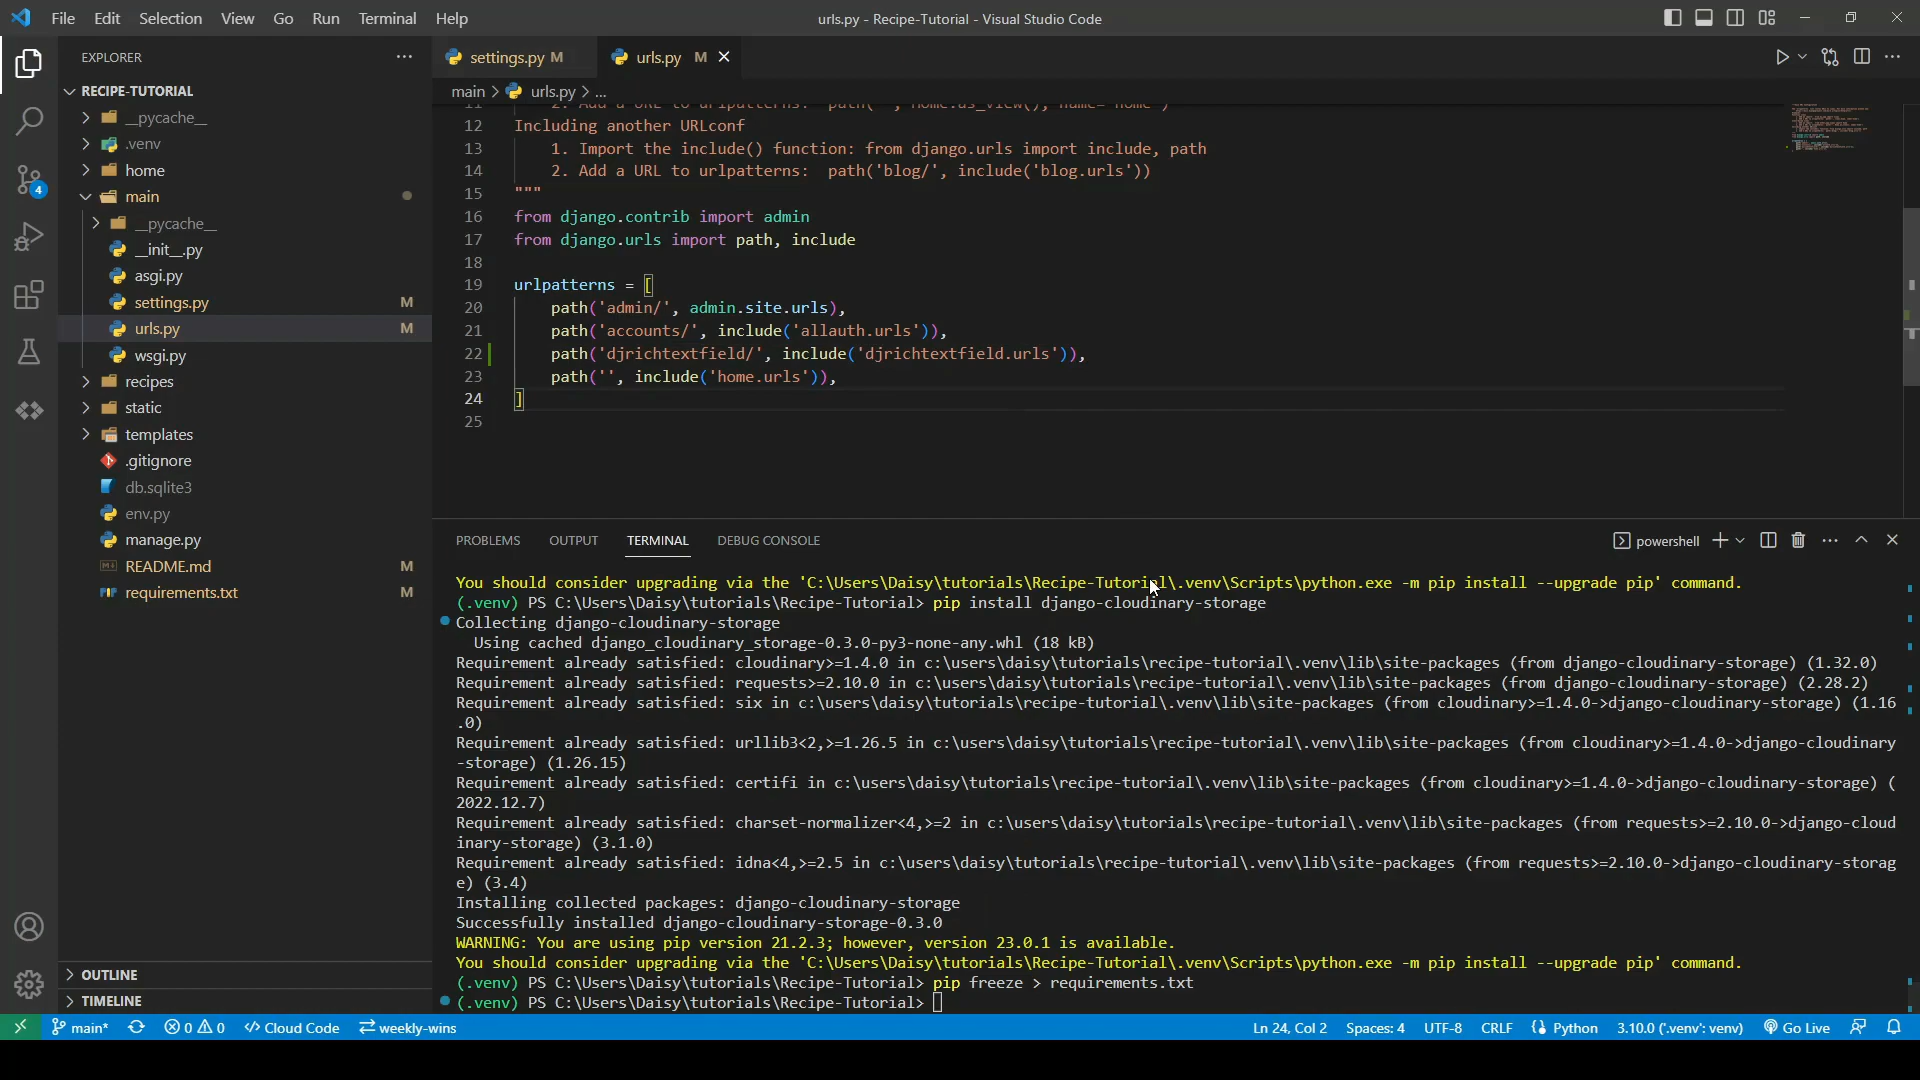 File Edit Selection View Go Run Terminal Help
urls.py - Recipe-Tutorial - Visual Studio Code
EXPLORER
RECIPE-TUTORIAL
__pycache__
.venv
home
main
__pycache__
__init__.py
asgi.py
settings.py M
urls.py M
wsgi.py
recipes
static
templates
.gitignore
db.sqlite3
env.py
manage.py
README.md M
requirements.txt M
OUTLINE
TIMELINE
4
settings.py M
urls.py M
main > urls.py > ...
11 2. Add a URL to urlpatterns: path('', Home.as_view(), name='home')
12 Including another URLconf
13 1. Import the include() function: from django.urls import include, path
14 2. Add a URL to urlpatterns: path('blog/', include('blog.urls'))
15 """
16 from django.contrib import admin
17 from django.urls import path, include
18
19 urlpatterns = [
20 path('admin/', admin.site.urls),
21 path('accounts/', include('allauth.urls')),
22 path('djrichtextfield/', include('djrichtextfield.urls')),
23 path('', include('home.urls')),
24 ]
25
PROBLEMS OUTPUT TERMINAL DEBUG CONSOLE
powershell
You should consider upgrading via the 'C:\Users\Daisy\tutorials\Recipe-Tutorial\.venv\Scripts\python.exe -m pip install --upgrade pip' command.
(.venv) PS C:\Users\Daisy\tutorials\Recipe-Tutorial> pip install django-cloudinary-storage
Collecting django-cloudinary-storage
Using cached django_cloudinary_storage-0.3.0-py3-none-any.whl (18 kB)
Requirement already satisfied: cloudinary>=1.4.0 in c:\users\daisy\tutorials\recipe-tutorial\.venv\lib\site-packages (from django-cloudinary-storage) (1.32.0)
Requirement already satisfied: requests>=2.10.0 in c:\users\daisy\tutorials\recipe-tutorial\.venv\lib\site-packages (from django-cloudinary-storage) (2.28.2)
Requirement already satisfied: six in c:\users\daisy\tutorials\recipe-tutorial\.venv\lib\site-packages (from cloudinary>=1.4.0->django-cloudinary-storage) (1.16
.0)
Requirement already satisfied: urllib3<2,>=1.26.5 in c:\users\daisy\tutorials\recipe-tutorial\.venv\lib\site-packages (from cloudinary>=1.4.0->django-cloudinary
-storage) (1.26.15)
Requirement already satisfied: certifi in c:\users\daisy\tutorials\recipe-tutorial\.venv\lib\site-packages (from cloudinary>=1.4.0->django-cloudinary-storage) (
2022.12.7)
Requirement already satisfied: charset-normalizer<4,>=2 in c:\users\daisy\tutorials\recipe-tutorial\.venv\lib\site-packages (from requests>=2.10.0->django-cloud
inary-storage) (3.1.0)
Requirement already satisfied: idna<4,>=2.5 in c:\users\daisy\tutorials\recipe-tutorial\.venv\lib\site-packages (from requests>=2.10.0->django-cloudinary-storag
e) (3.4)
Installing collected packages: django-cloudinary-storage
Successfully installed django-cloudinary-storage-0.3.0
WARNING: You are using pip version 21.2.3; however, version 23.0.1 is available.
You should consider upgrading via the 'C:\Users\Daisy\tutorials\Recipe-Tutorial\.venv\Scripts\python.exe -m pip install --upgrade pip' command.
(.venv) PS C:\Users\Daisy\tutorials\Recipe-Tutorial> pip freeze > requirements.txt
(.venv) PS C:\Users\Daisy\tutorials\Recipe-Tutorial>
main* 0 0 Cloud Code weekly-wins Ln 24, Col 2 Spaces: 4 UTF-8 CRLF Python 3.10.0 ('.venv': venv) Go Live